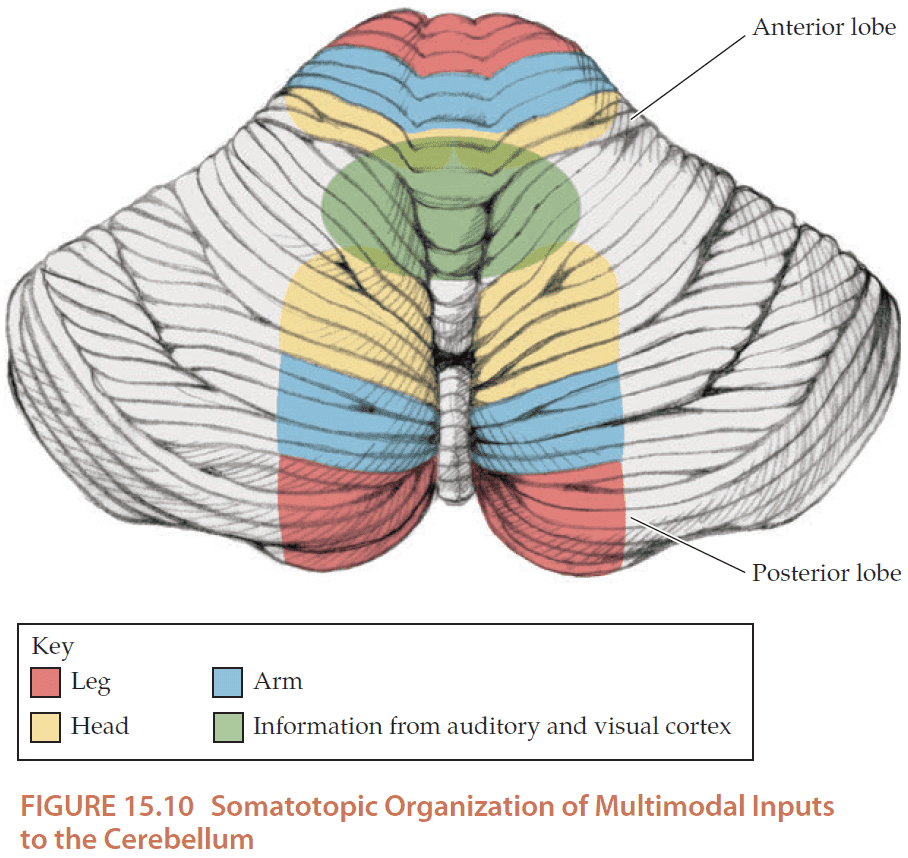 Anterior lobe
Posterior lobe
Key
Leg
Arm
Head
Information from auditory and visual cortex
FIGURE 15.10 Somatotopic Organization of Multimodal Inputs
to the Cerebellum